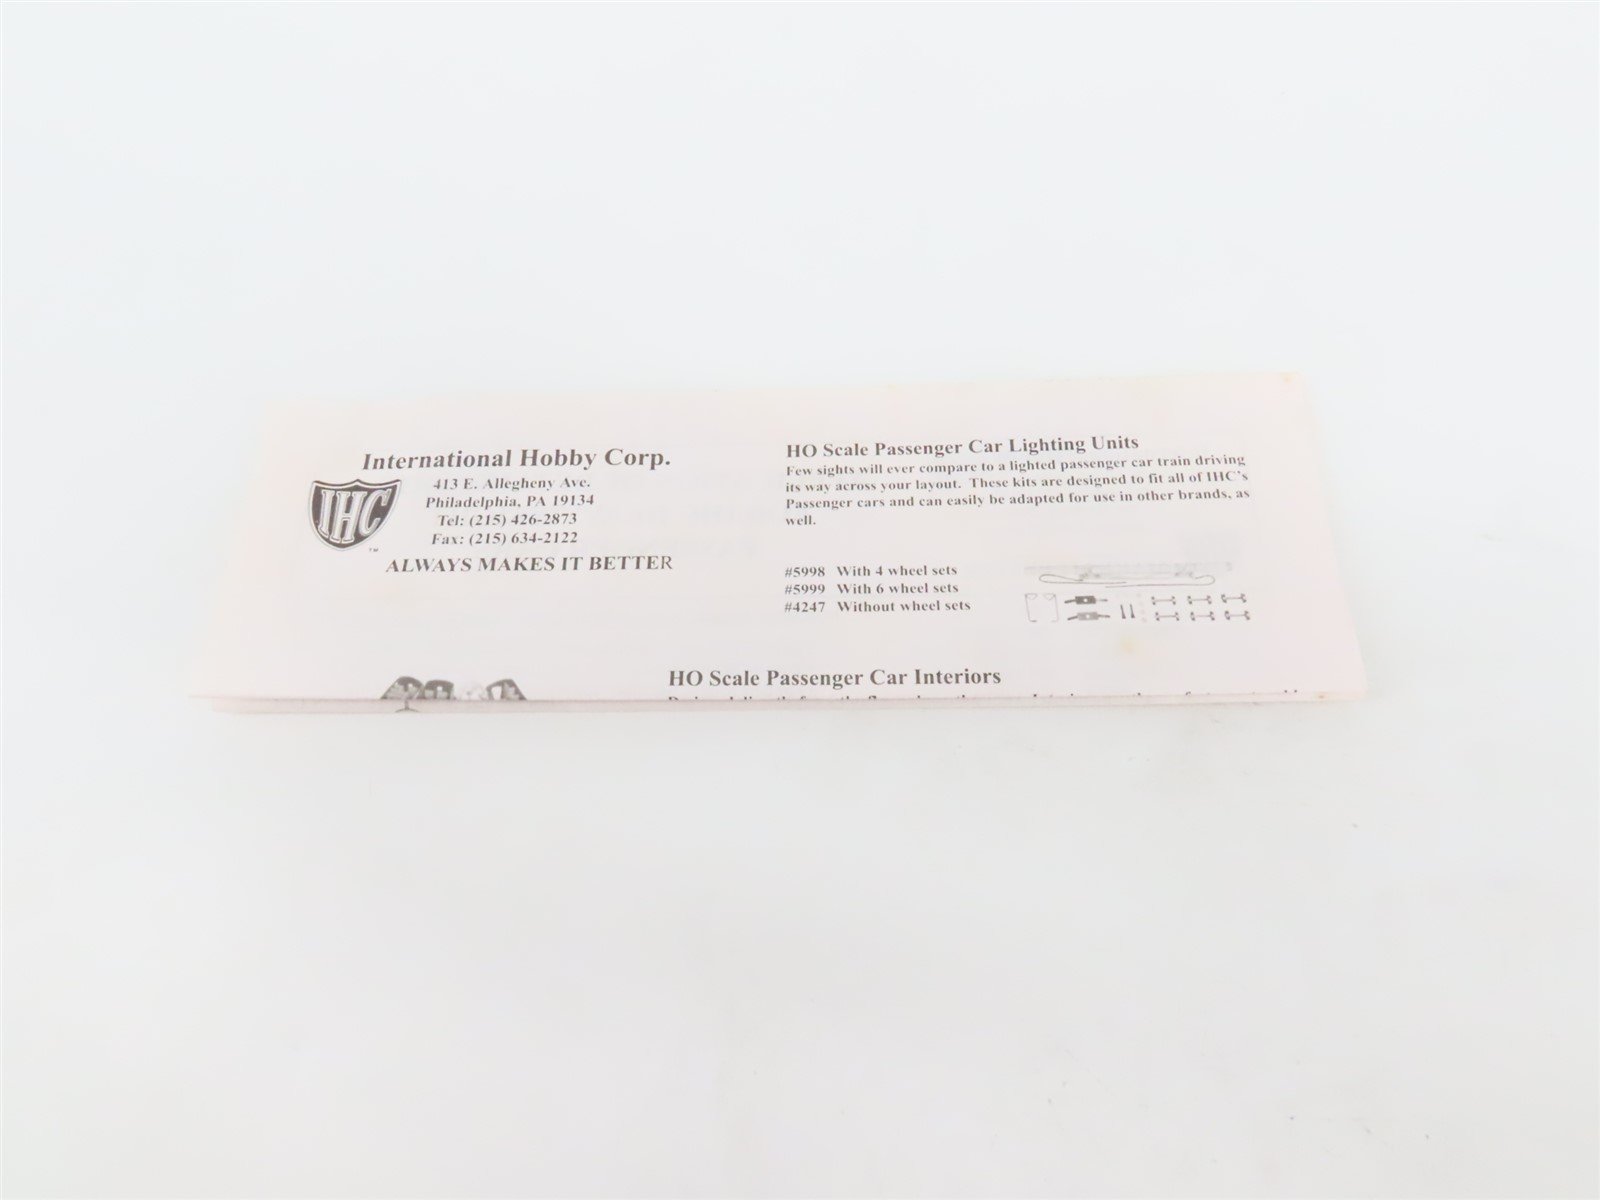 International Hobby Corp.
413 E. Allegheny Ave.
Philadelphia, PA 19134
Tel: (215) 426-2873
Fax: (215) 634-2122
ALWAYS MAKES IT BETTER
IHC
TM
HO Scale Passenger Car Lighting Units
Few sights will ever compare to a lighted passenger car train driving
its way across your layout. These kits are designed to fit all of IHC's
Passenger cars and can easily be adapted for use in other brands, as
well.
#5998 With 4 wheel sets
#5999 With 6 wheel sets
#4247 Without wheel sets
HO Scale Passenger Car Interiors